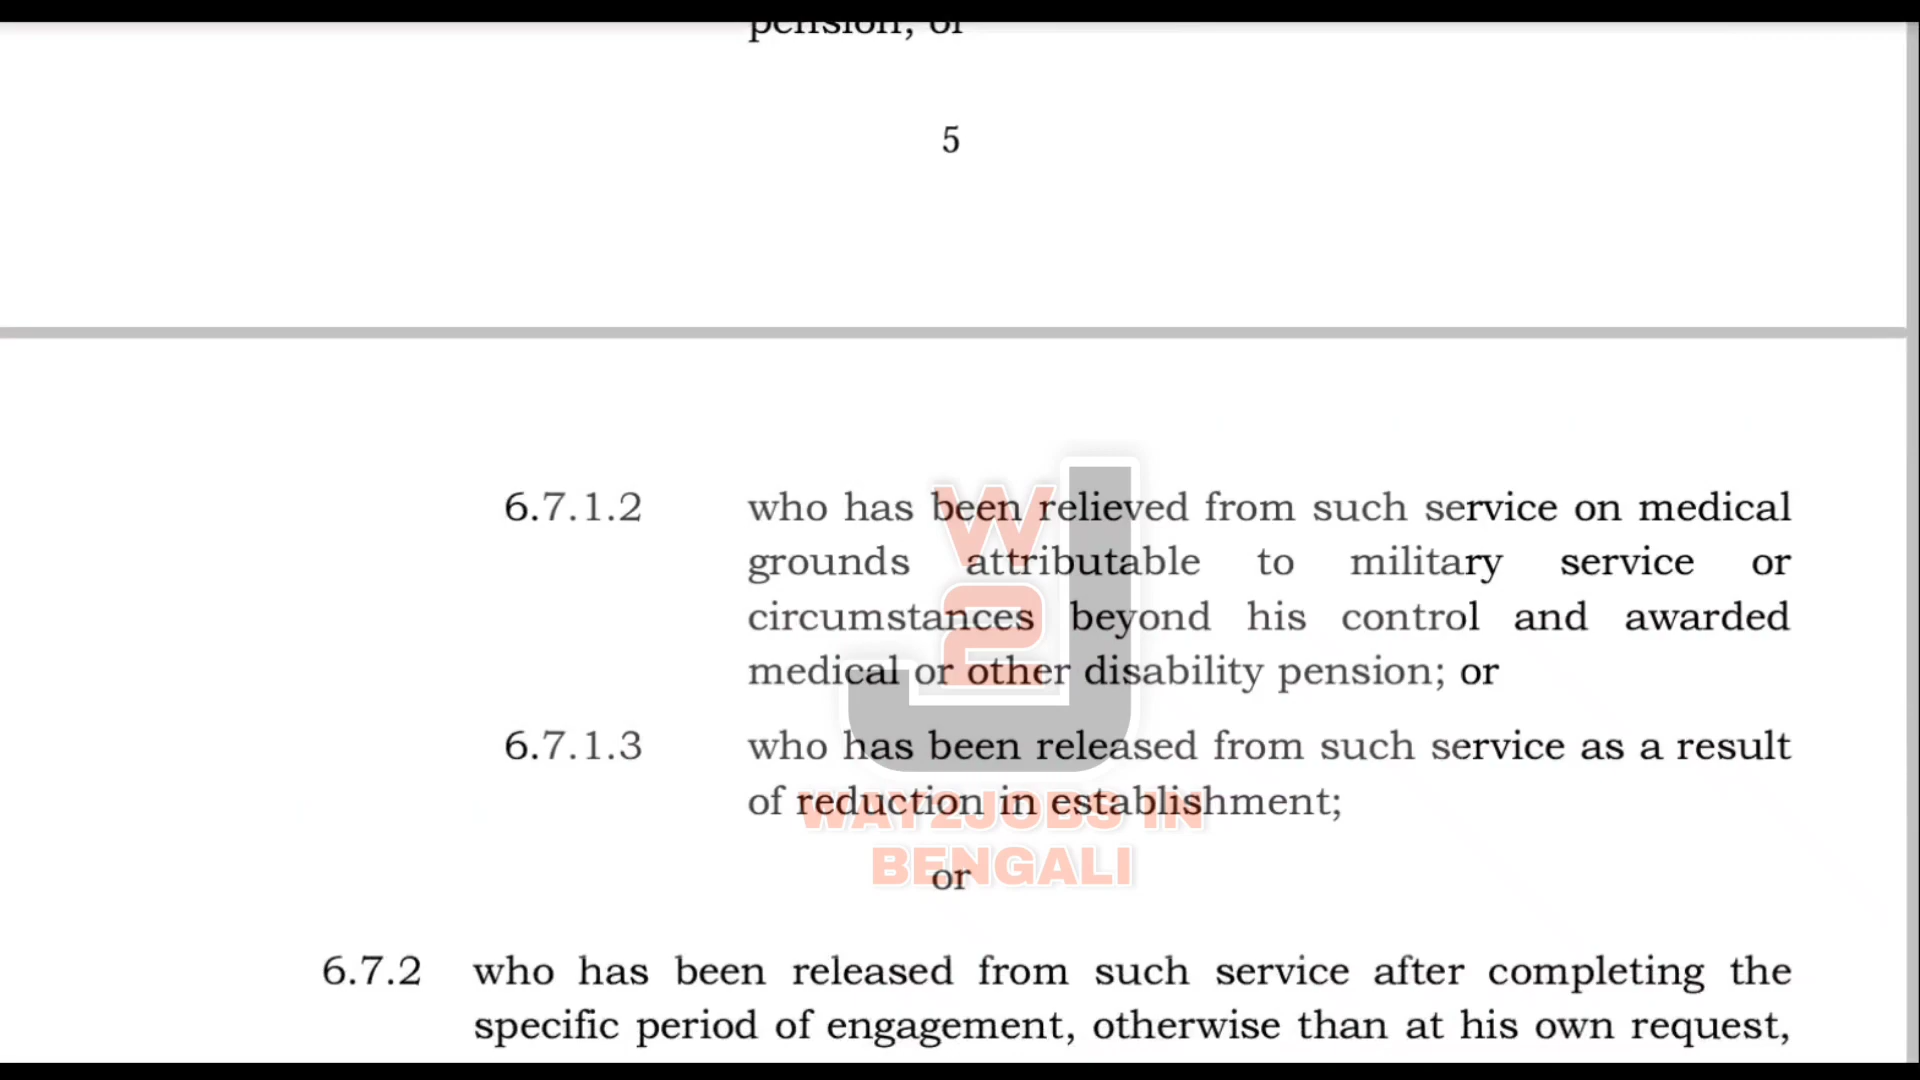 pension; or
5
6.7.1.2 who has been relieved from such service on medical
grounds attributable to military service or
circumstances beyond his control and awarded
medical or other disability pension; or
6.7.1.3 who has been released from such service as a result
of reduction in establishment;
or
6.7.2 who has been released from such service after completing the
specific period of engagement, otherwise than at his own request,
W
2
J
WAY2JOBS IN
BENGALI